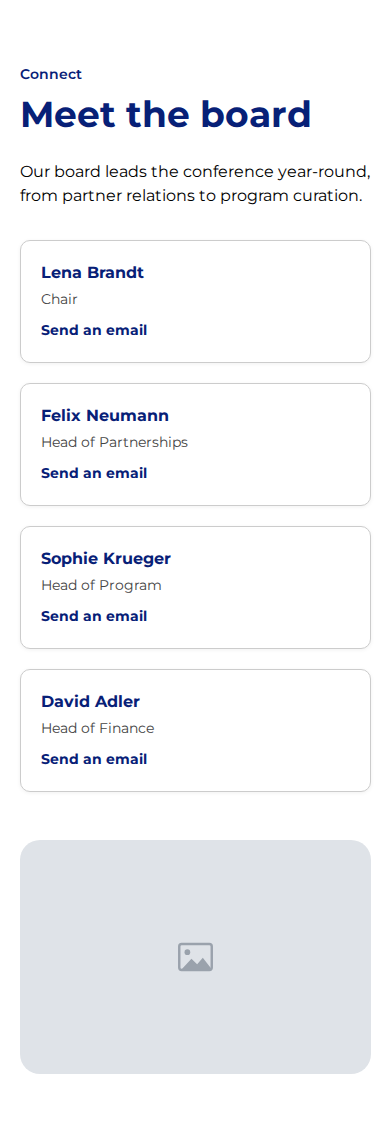 Connect
Meet the board
Our board leads the conference year-round,
from partner relations to program curation.
Lena Brandt
Chair
Send an email
Felix Neumann
Head of Partnerships
Send an email
Sophie Krueger
Head of Program
Send an email
David Adler
Head of Finance
Send an email